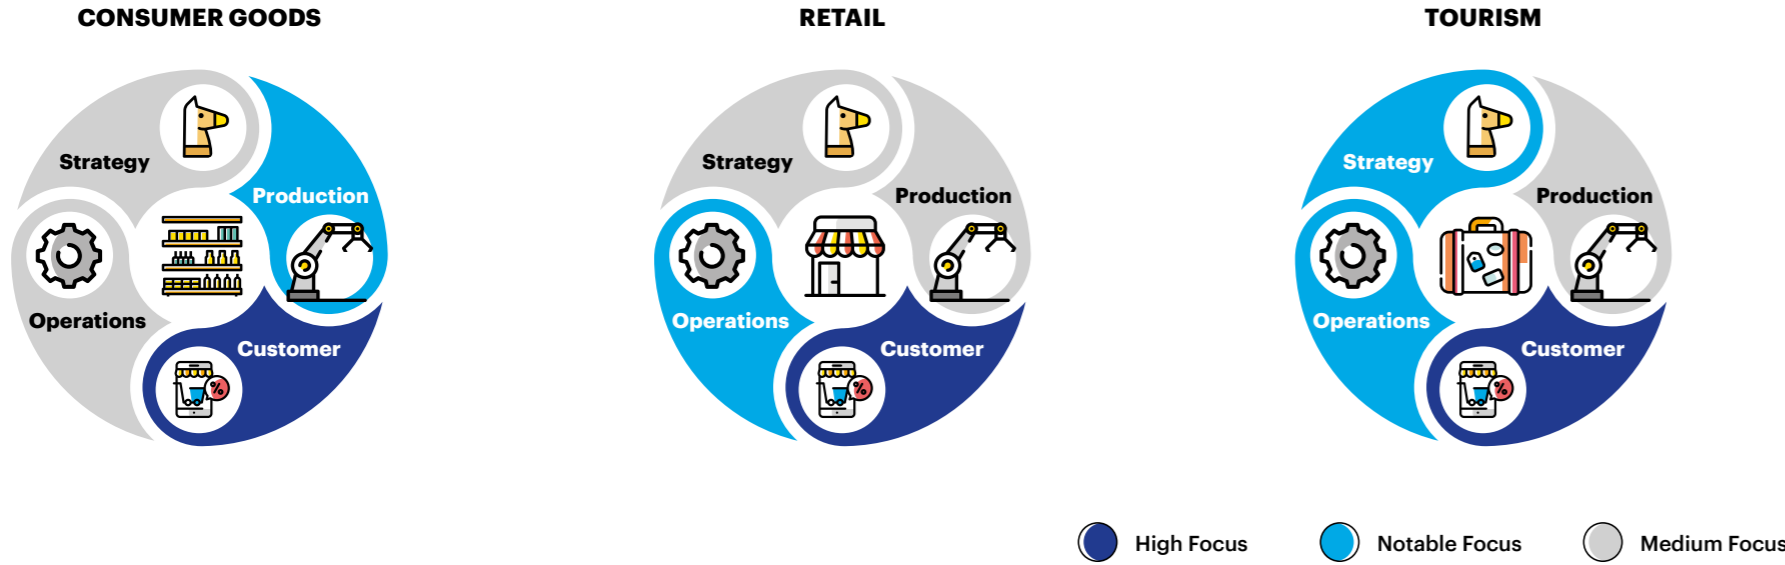 CONSUMER GOODS
Strategy
Production
Operations
Customer
RETAIL
Strategy
Production
Operations
Customer
%
TOURISM
Strategy
Production
Operations
Customer
%
%
High Focus
Notable Focus
Medium Focus